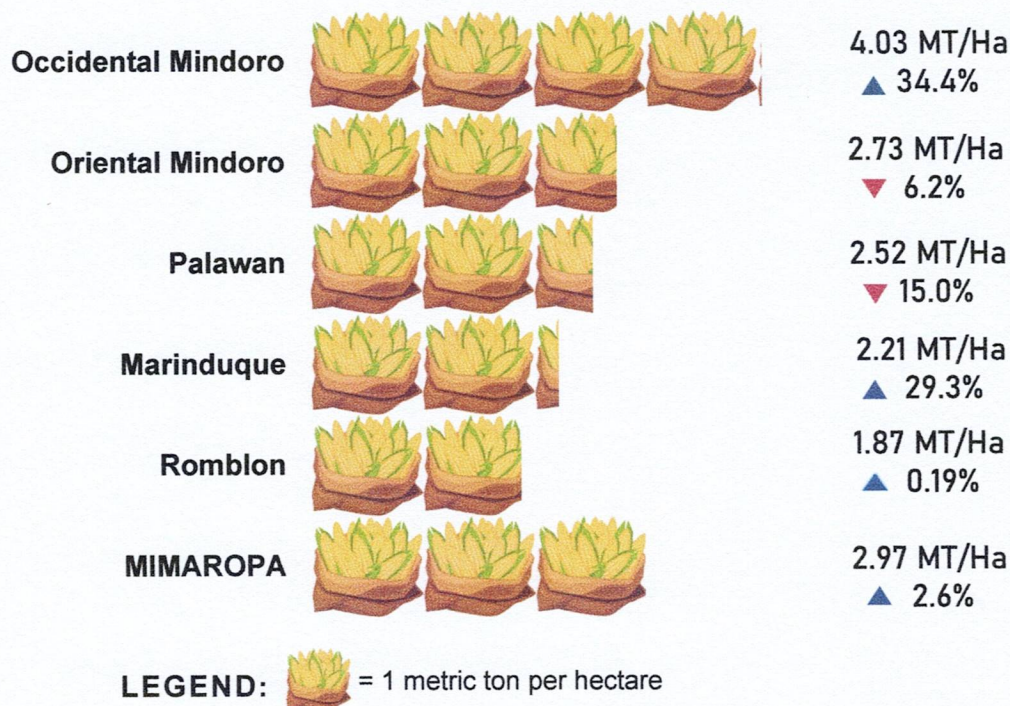 Occidental Mindoro
4.03 MT/Ha
▲ 34.4%
Oriental Mindoro
2.73 MT/Ha
▼ 6.2%
Palawan
2.52 MT/Ha
▼ 15.0%
Marinduque
2.21 MT/Ha
▲ 29.3%
Romblon
1.87 MT/Ha
▲ 0.19%
MIMAROPA
2.97 MT/Ha
▲ 2.6%
LEGEND: = 1 metric ton per hectare